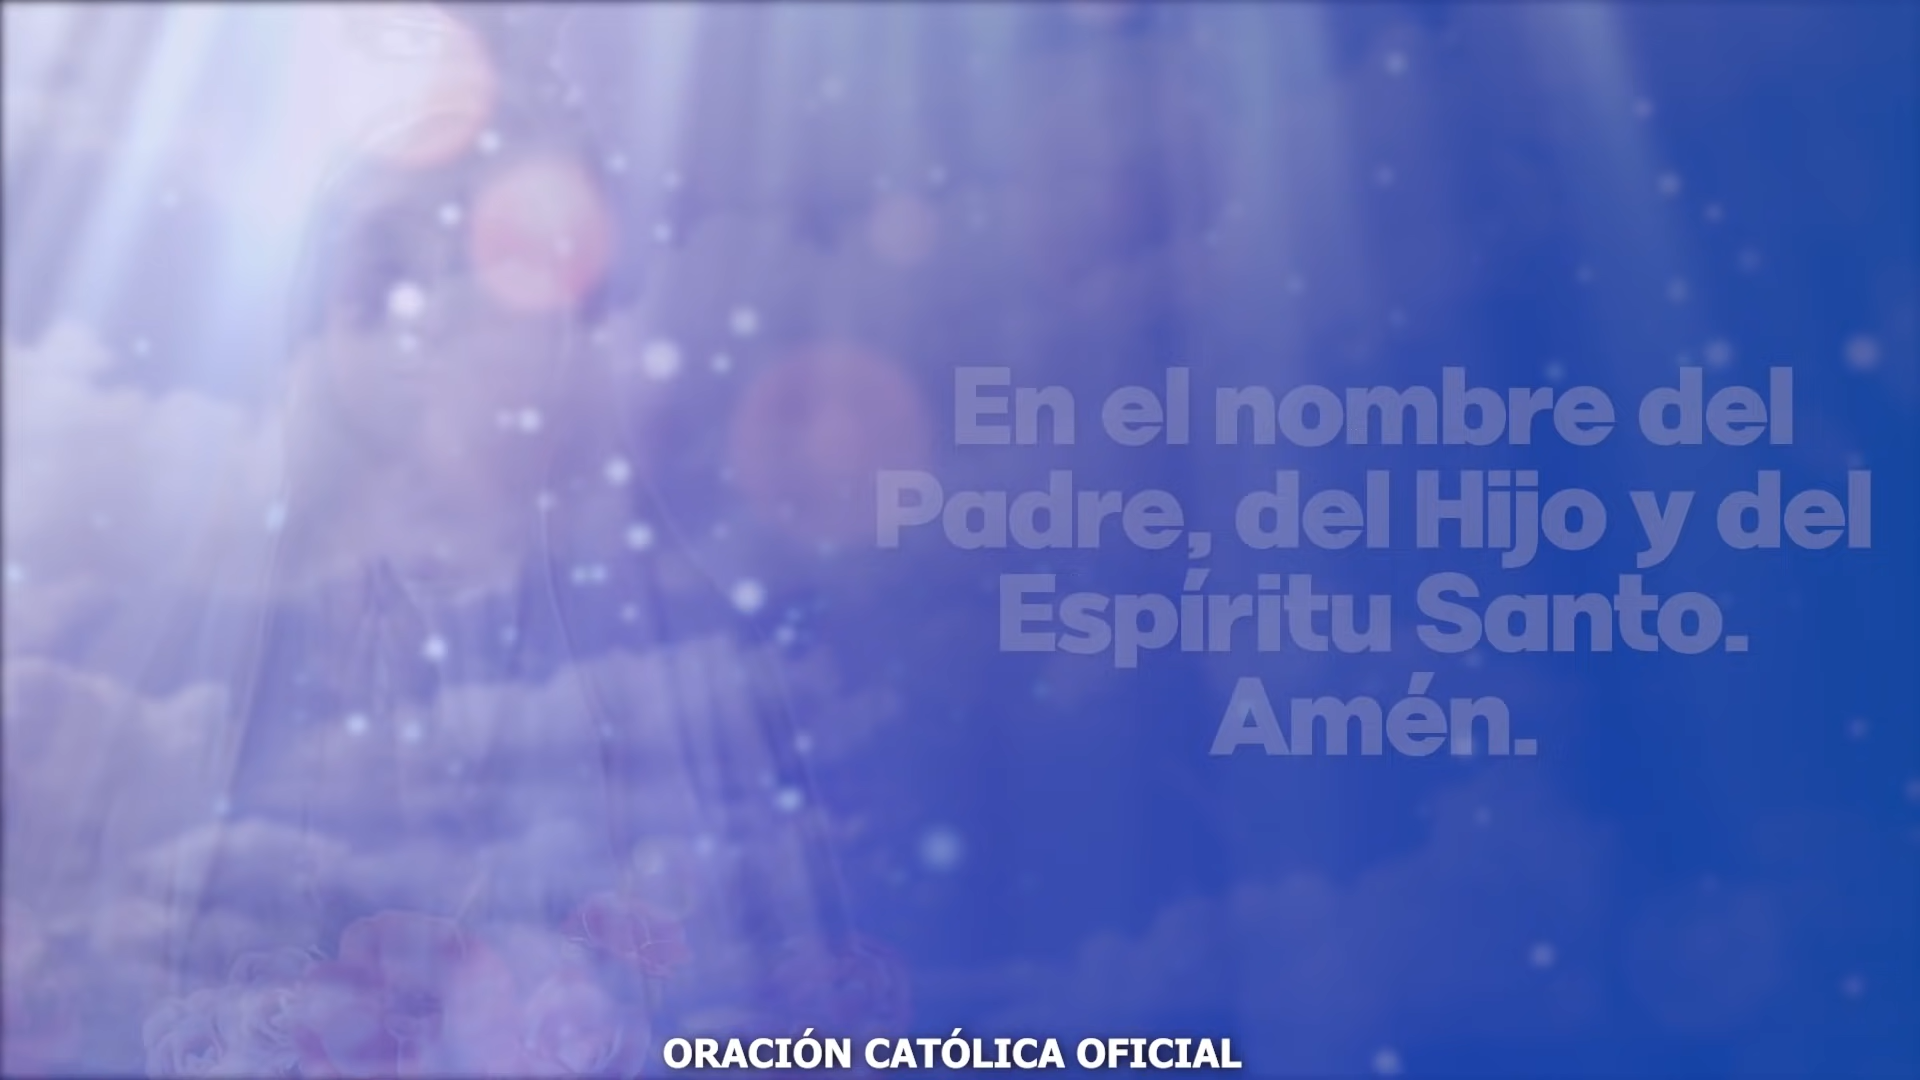 En el nombre del
Padre, del Hijo y del
Espíritu Santo.
Amén.
ORACIÓN CATÓLICA OFICIAL